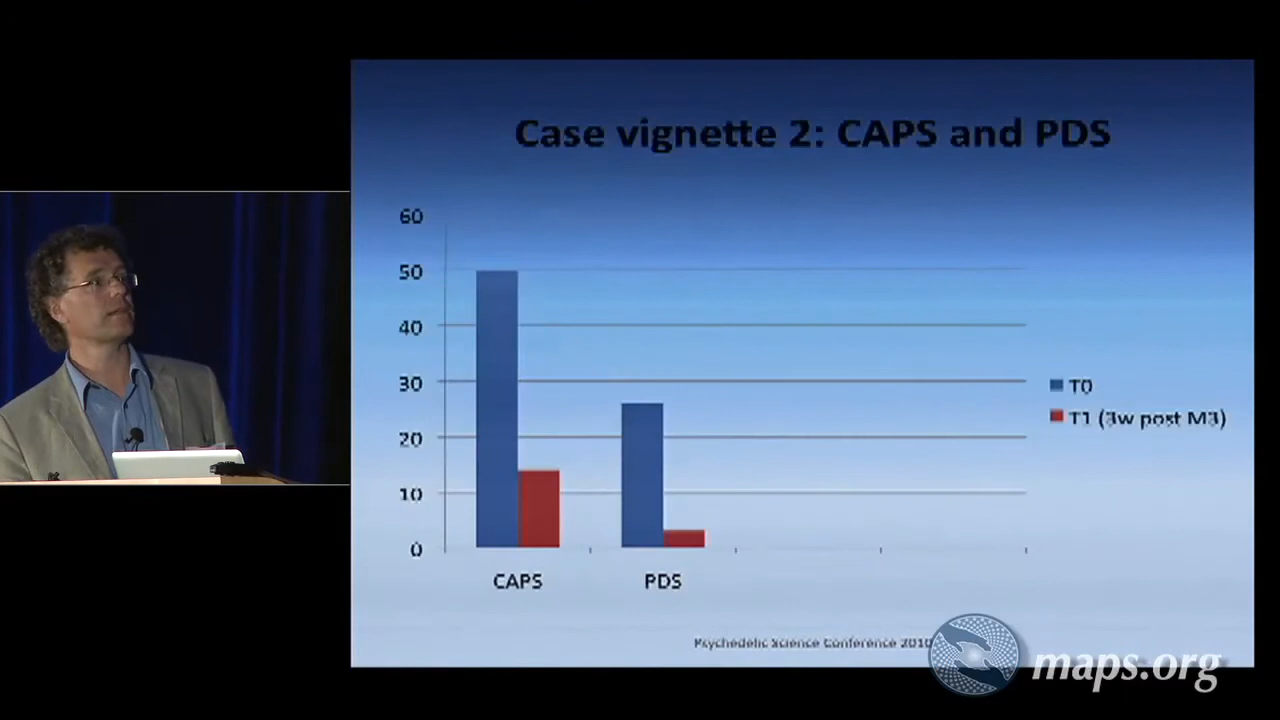 Case vignette 2: CAPS and PDS
60
50
40
30
20
10
0
CAPS
PDS
T0
T1 (3w post M3)
Psychedelic Science Conference 2010
maps.org